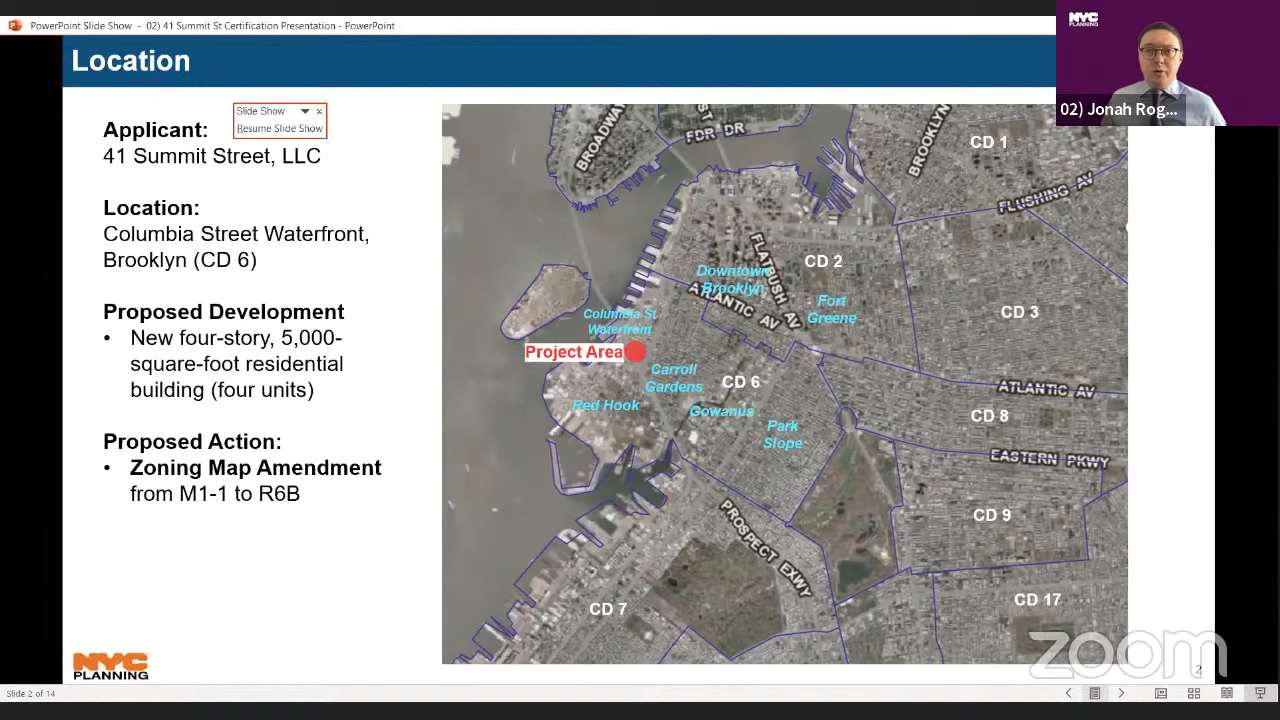 PowerPoint Slide Show - 02) 41 Summit St Certification Presentation - PowerPoint
NYC
PLANNING
02) Jonah Rog...
Location
Slide Show
Resume Slide Show
Applicant:
41 Summit Street, LLC
Location:
Columbia Street Waterfront,
Brooklyn (CD 6)
Proposed Development
• New four-story, 5,000-
square-foot residential
building (four units)
Proposed Action:
• Zoning Map Amendment
from M1-1 to R6B
BROADWAY
ST
FDR DR
BROOKLYN
CD 1
FLUSHING AV
FLATBUSH AV
CD 2
Downtown
Brooklyn
ATLANTIC AV
Fort
Greene
CD 3
Columbia St
Waterfront
Project Area
Carroll
Gardens
CD 6
Red Hook
Gowanus
Park
Slope
ATLANTIC AV
CD 8
EASTERN PKWY
CD 9
PROSPECT EXWY
CD 7
CD 17
zoom
NYC
PLANNING
2
Slide 2 of 14